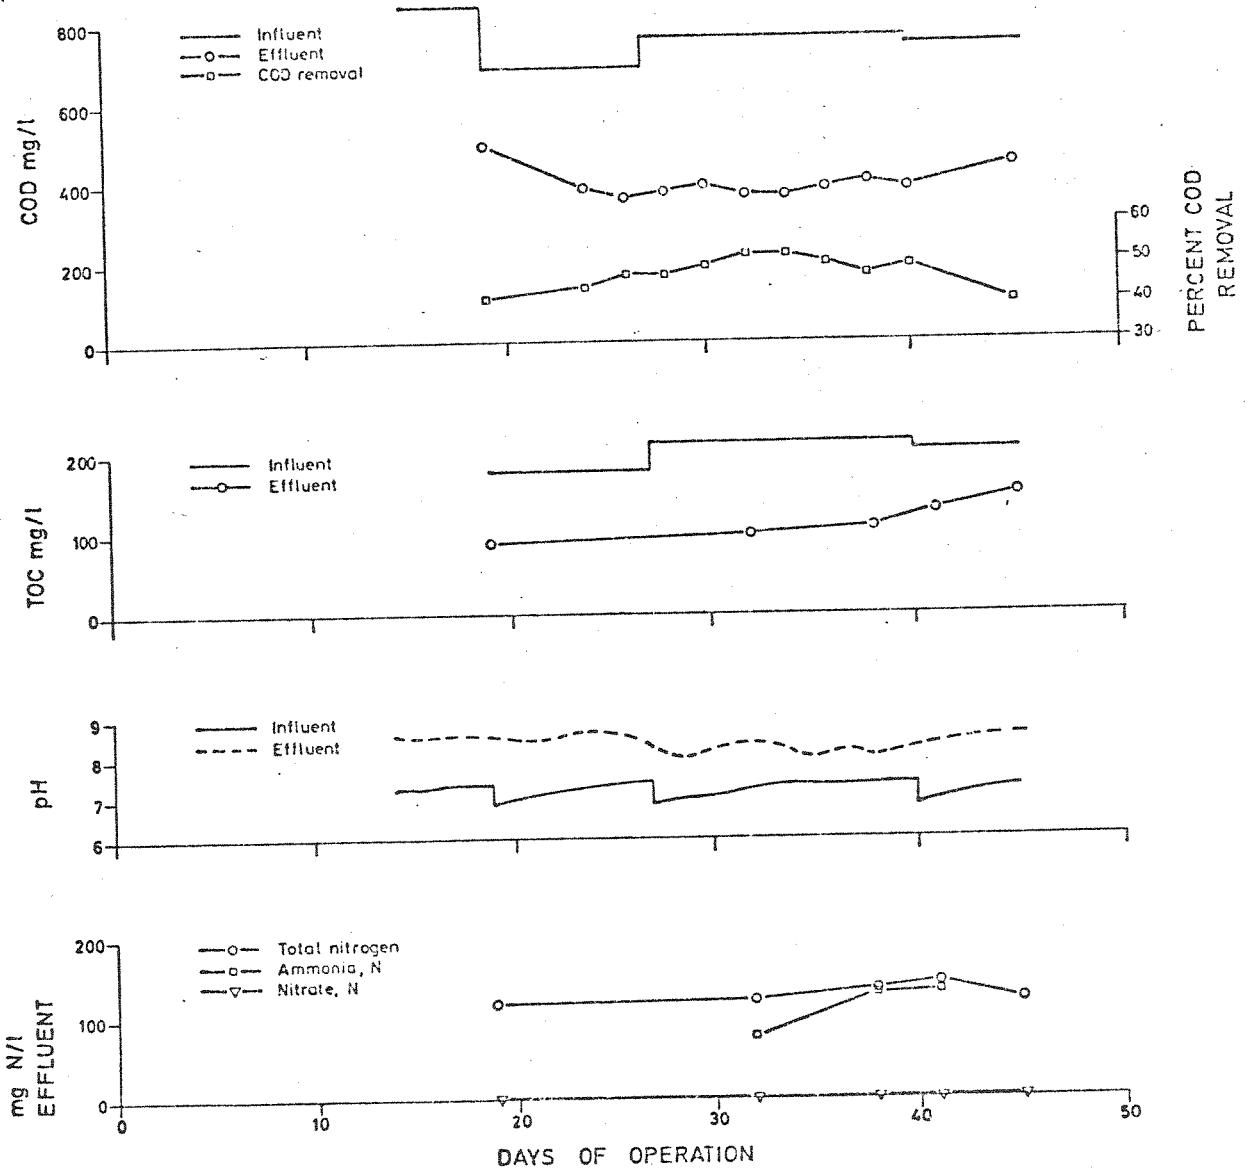 800
600
400
200
0
COD mg/l
Influent
Effluent
COD removal
60
50
40
30
PERCENT COD
REMOVAL
200
100
0
TOC mg/l
Influent
Effluent
9
8
7
6
pH
Influent
Effluent
200
100
0
mg N/l
EFFLUENT
Total nitrogen
Ammonia, N
Nitrate, N
0
10
20
30
40
50
DAYS OF OPERATION